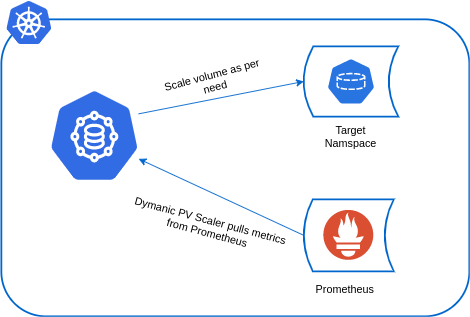 Scale volume as per
need
Target
Namspace
Dymanic PV Scaler pulls metrics
from Prometheus
Prometheus